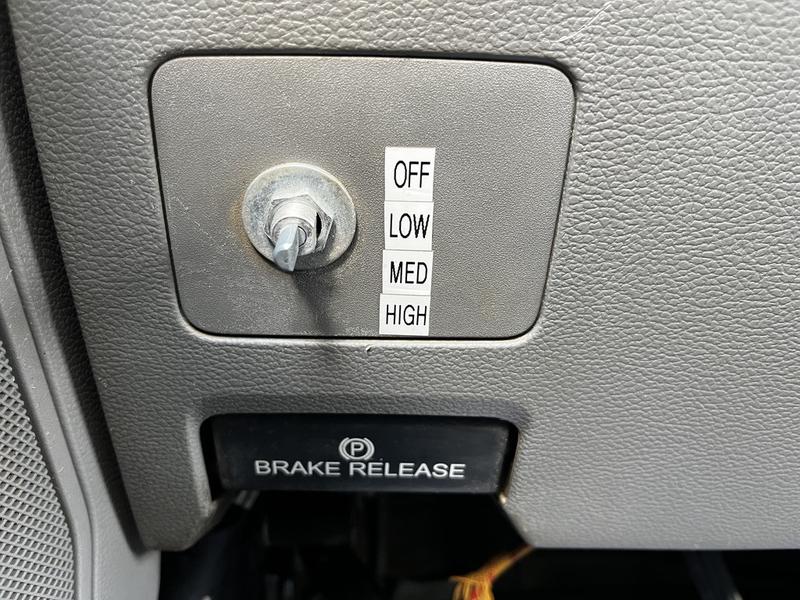 OFF
LOW
MED
HIGH
P
BRAKE RELEASE